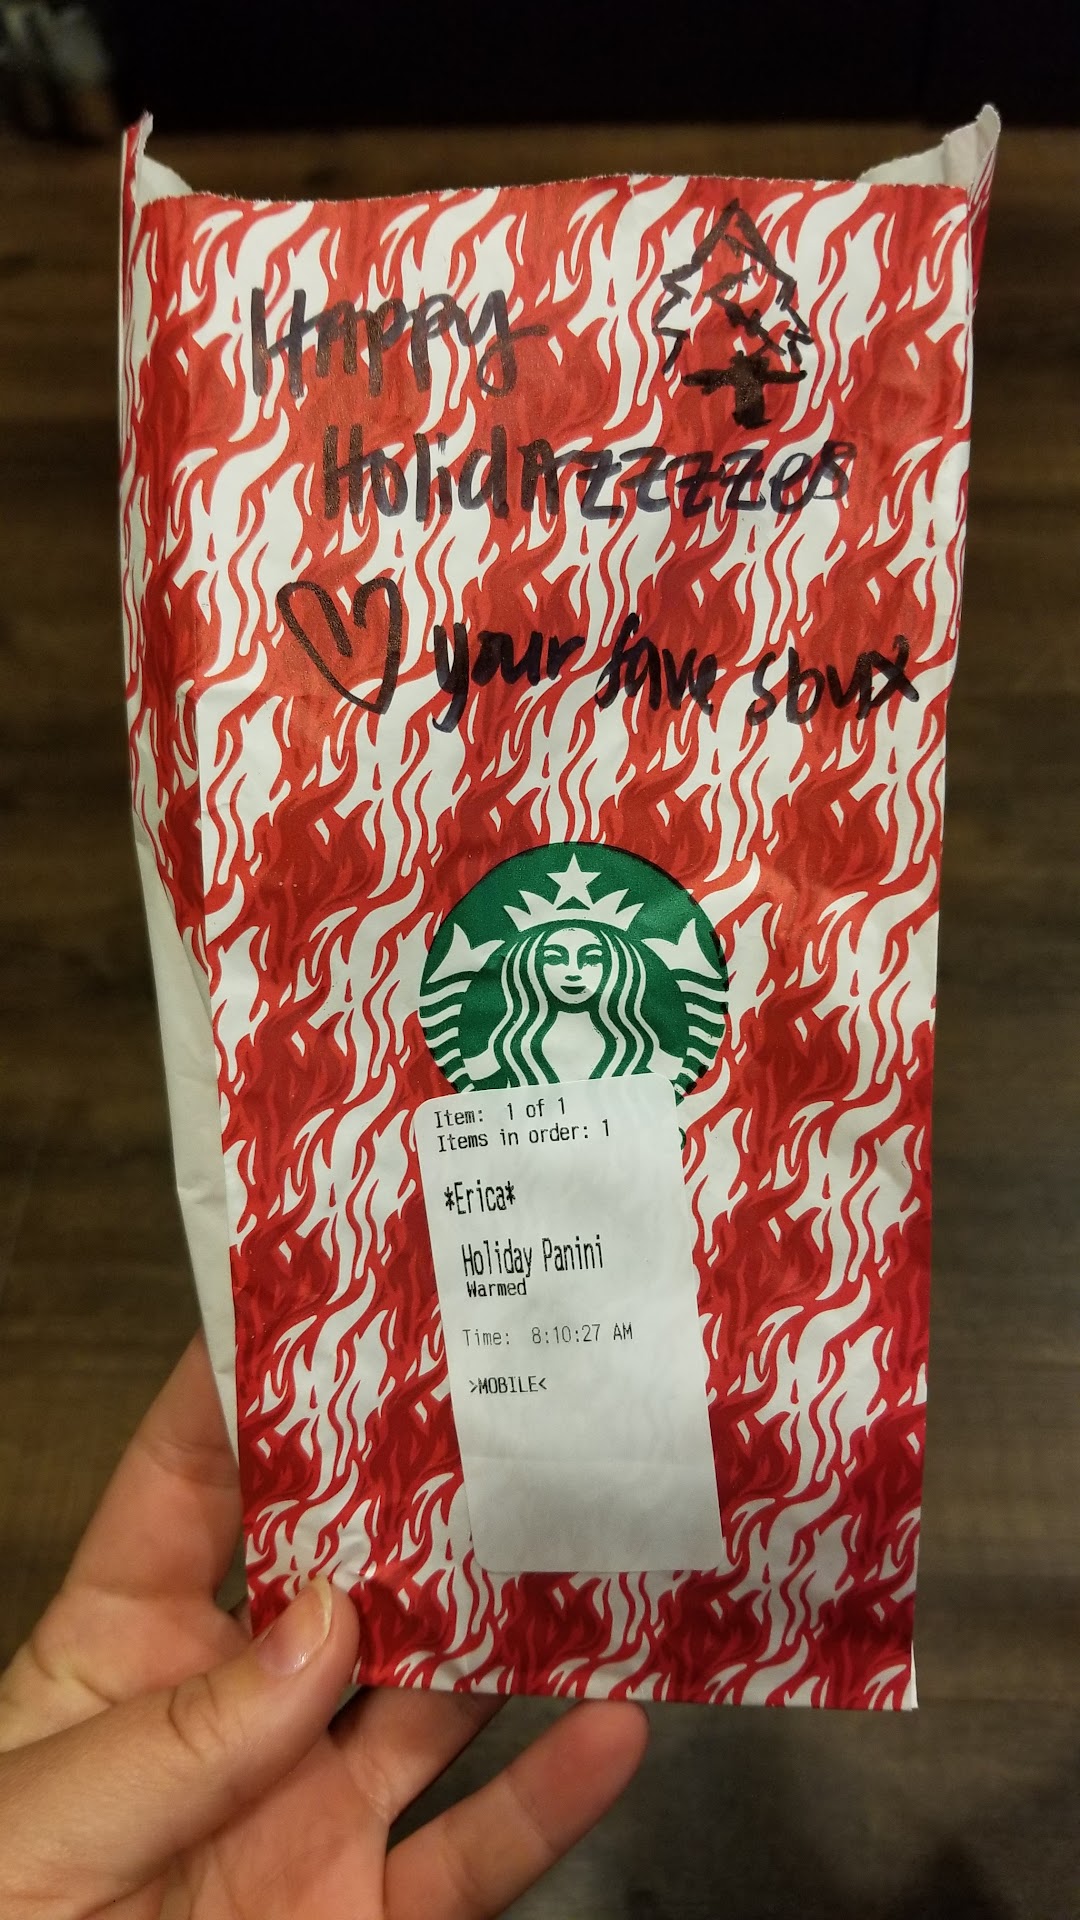 Happy
HolidAzzzzes
your fave sbux
Item: 1 of 1
Items in order: 1
*Erica*
Holiday Panini
Warmed
Time: 8:10:27 AM
>MOBILE<